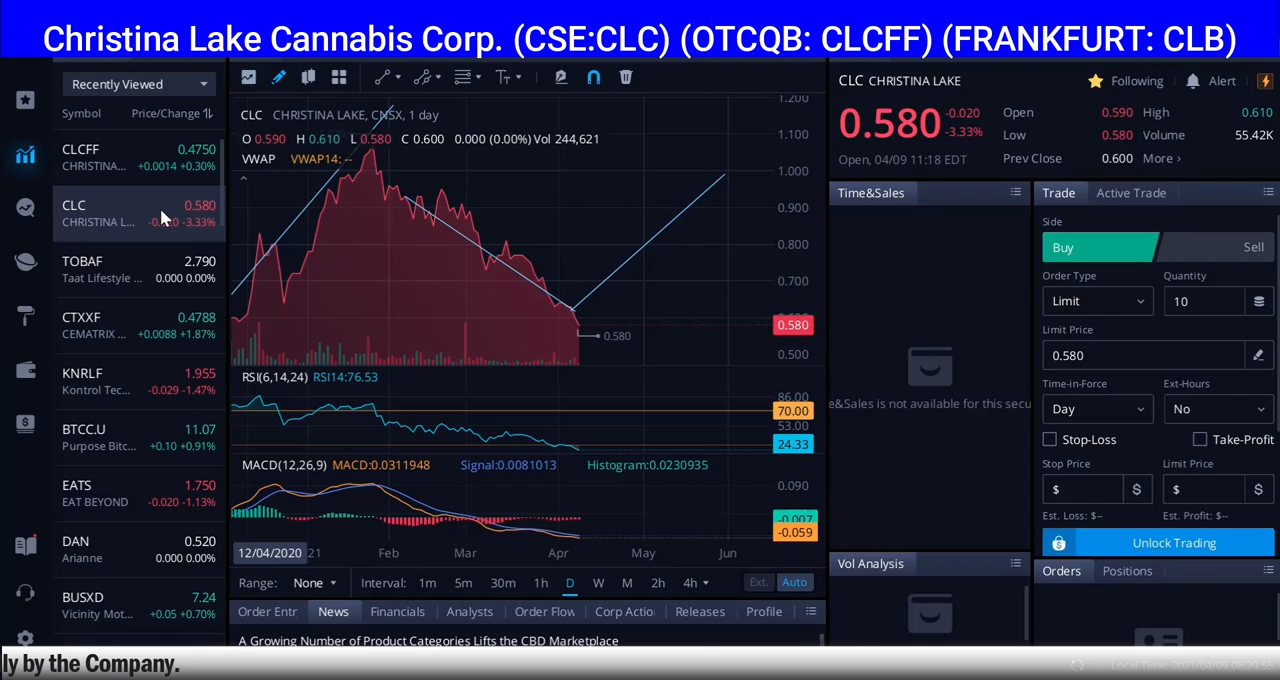 Christina Lake Cannabis Corp. (CSE:CLC) (OTCQB: CLCFF) (FRANKFURT: CLB)
Recently Viewed
Symbol Price/Change
CLCFF 0.4750
CHRISTINA... +0.0014 +0.30%
CLC 0.580
CHRISTINA L... -3.33%
TOBAF 2.790
Taat Lifestyle ... 0.000 0.00%
CTXXF 0.4788
CEMATRIX ... +0.0088 +1.87%
KNRLF 1.955
Kontrol Tec... -0.029 -1.47%
BTCC.U 11.07
Purpose Bitc... +0.10 +0.91%
EATS 1.750
EAT BEYOND -0.020 -1.13%
DAN 0.520
Arianne 0.000 0.00%
BUSXD 7.24
Vicinity Mot... +0.05 +0.70%
CLC CHRISTINA LAKE, CNSX, 1 day
O 0.590 H 0.610 L 0.580 C 0.600 0.000 (0.00%) Vol 244,621
VWAP VWAP14: --
1.200
1.100
1.000
0.900
0.800
0.700
0.580
0.580
0.500
RSI(6,14,24) RSI14:76.53
86.00
70.00
53.00
24.33
MACD(12,26,9) MACD:0.0311948 Signal:0.0081013 Histogram:0.0230935
0.090
-0.007
-0.059
12/04/2020 21 Feb Mar Apr May Jun
Range: None Interval: 1m 5m 30m 1h D W M 2h 4h Ext. Auto
Order Entr News Financials Analysts Order Flow Corp Actio Releases Profile
A Growing Number of Product Categories Lifts the CBD Marketplace
CLC CHRISTINA LAKE Following Alert
0.580 -0.020 -3.33%
Open, 04/09 11:18 EDT
Open 0.590 High 0.610
Low 0.580 Volume 55.42K
Prev Close 0.600 More ›
Time&Sales
e&Sales is not available for this secu
Vol Analysis
Trade Active Trade
Side
Buy Sell
Order Type Quantity
Limit 10
Limit Price
0.580
Time-in-Force Ext-Hours
Day No
Stop-Loss Take-Profit
Stop Price Limit Price
$ $ $ $
Est. Loss: $-- Est. Profit: $--
Unlock Trading
Orders Positions
ly by the Company.
Local Time: 2021/04/09 08:20:55